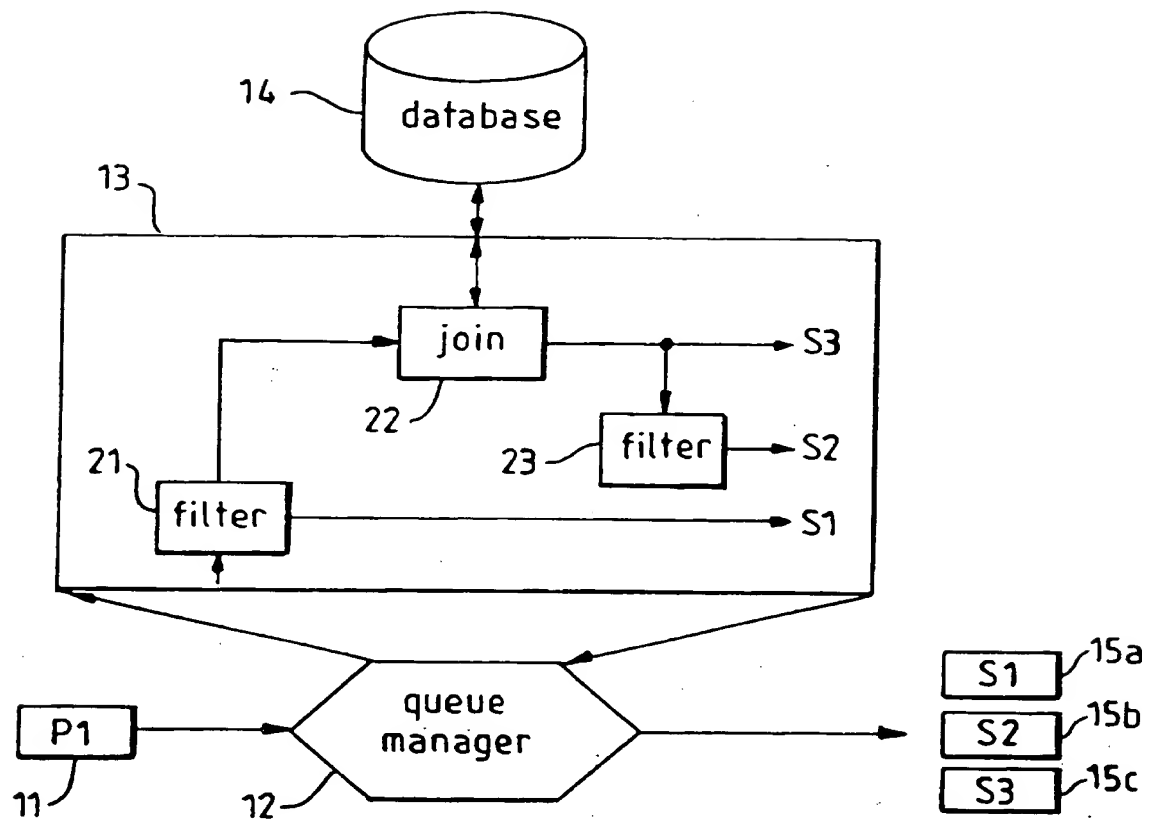 14
database
13
join
S3
22
21
23
filter
S2
filter
S1
queue
manager
P1
11
12
S1
15a
S2
15b
S3
15c